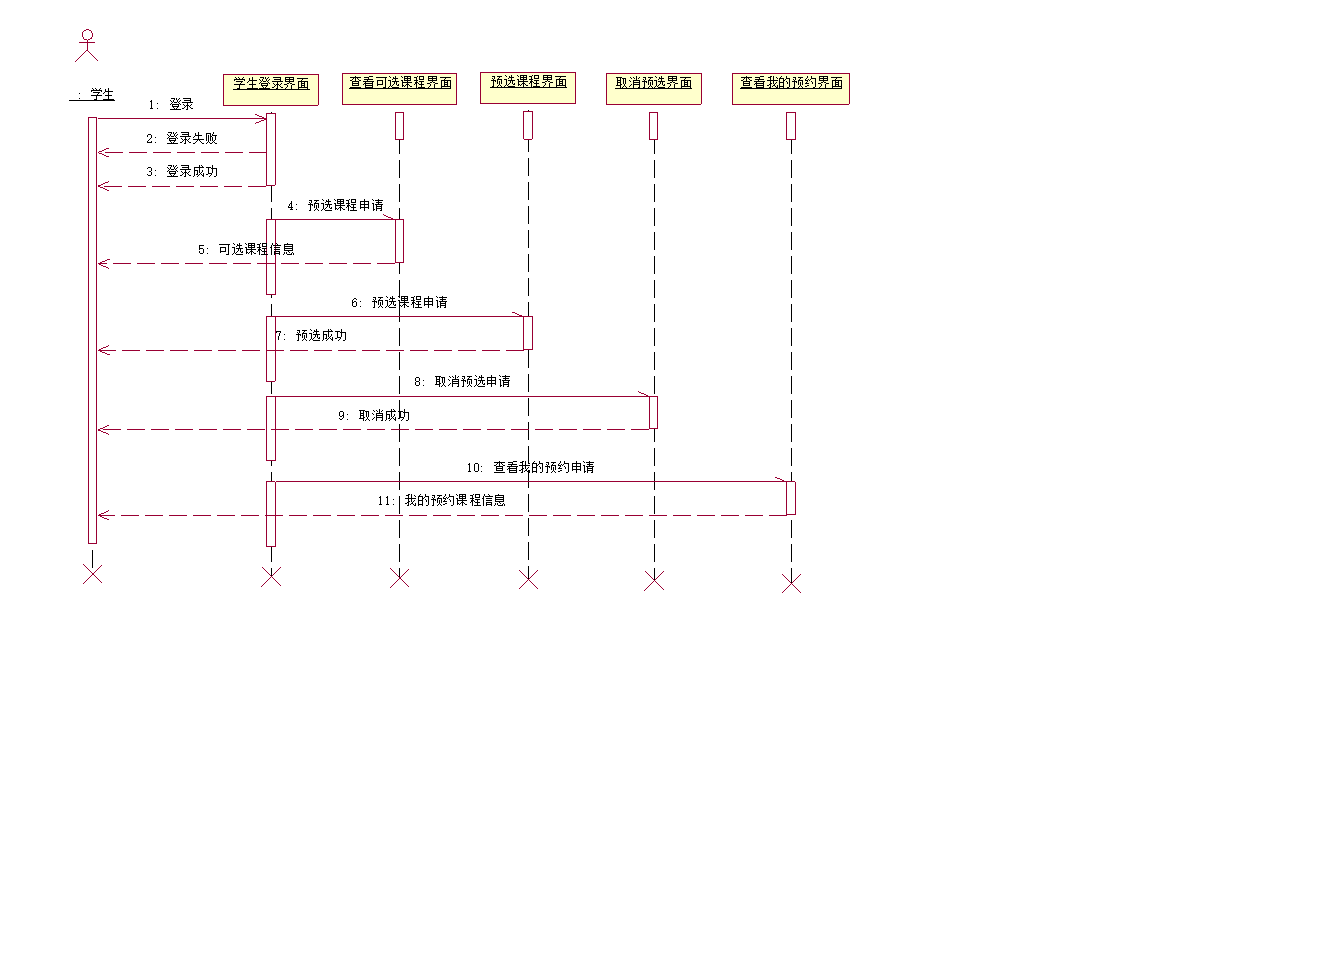 : 学生
学生登录界面
查看可选课程界面
预选课程界面
取消预选界面
查看我的预约界面
1: 登录
2: 登录失败
3: 登录成功
4: 预选课程申请
5: 可选课程信息
6: 预选课程申请
7: 预选成功
8: 取消预选申请
9: 取消成功
10: 查看我的预约申请
11: 我的预约课程信息